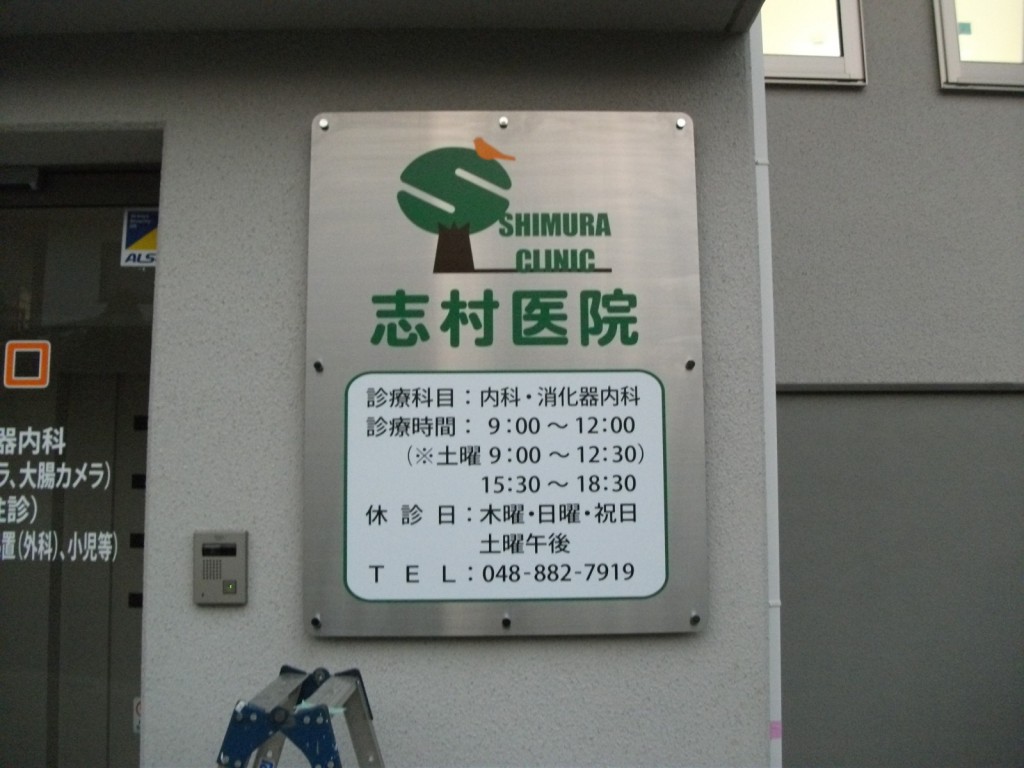 SHIMURA
CLINIC
志村医院
診療科目：内科・消化器内科
診療時間： 9：00 ～ 12：00
（※土曜 9：00 ～ 12：30）
15：30 ～ 18：30
休 診 日：木曜・日曜・祝日
土曜午後
T E L：048-882-7919
ALS
器内科
ラ、大腸カメラ)
診)
置(外科)、小児等)